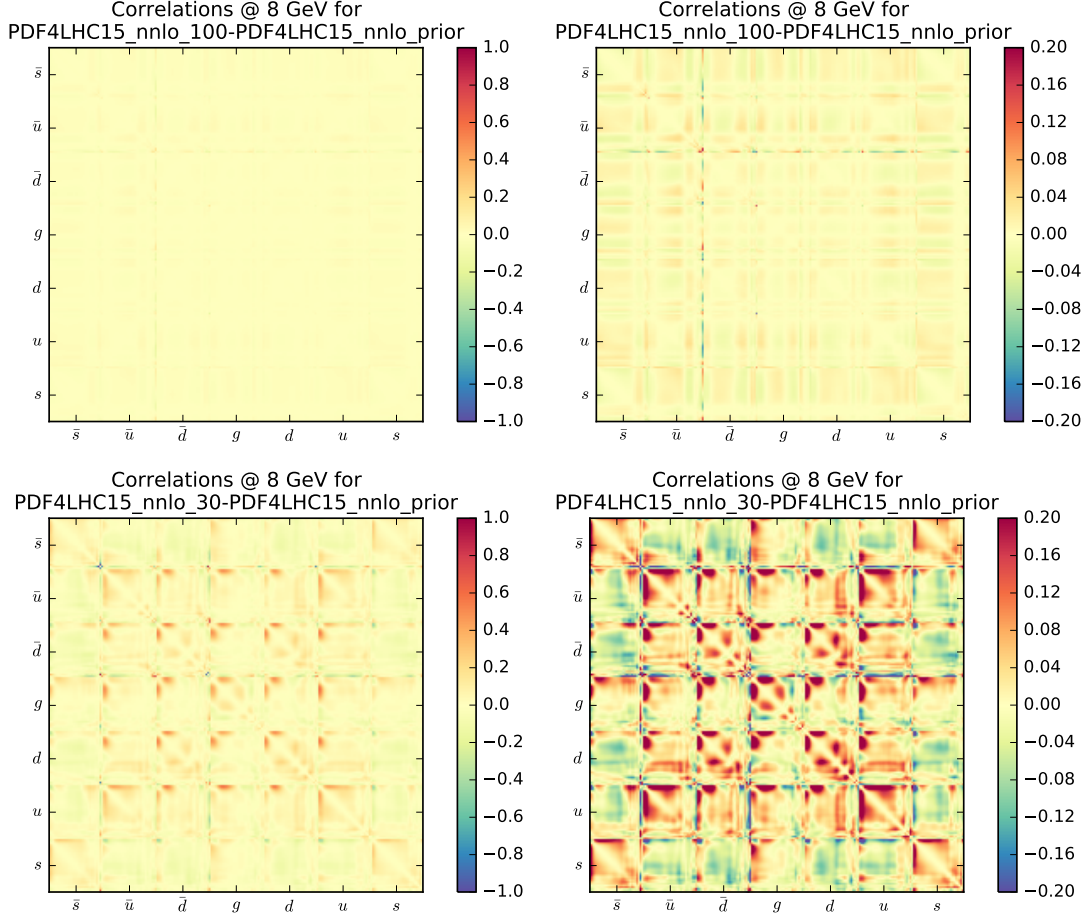 Correlations @ 8 GeV for
PDF4LHC15_nnlo_100-PDF4LHC15_nnlo_prior
s̄
ū
d̄
g
d
u
s
s̄ ū d̄ g d u s
1.0
0.8
0.6
0.4
0.2
0.0
−0.2
−0.4
−0.6
−0.8
−1.0
Correlations @ 8 GeV for
PDF4LHC15_nnlo_100-PDF4LHC15_nnlo_prior
s̄
ū
d̄
g
d
u
s
s̄ ū d̄ g d u s
0.20
0.16
0.12
0.08
0.04
0.00
−0.04
−0.08
−0.12
−0.16
−0.20
Correlations @ 8 GeV for
PDF4LHC15_nnlo_30-PDF4LHC15_nnlo_prior
s̄
ū
d̄
g
d
u
s
s̄ ū d̄ g d u s
1.0
0.8
0.6
0.4
0.2
0.0
−0.2
−0.4
−0.6
−0.8
−1.0
Correlations @ 8 GeV for
PDF4LHC15_nnlo_30-PDF4LHC15_nnlo_prior
s̄
ū
d̄
g
d
u
s
s̄ ū d̄ g d u s
0.20
0.16
0.12
0.08
0.04
0.00
−0.04
−0.08
−0.12
−0.16
−0.20